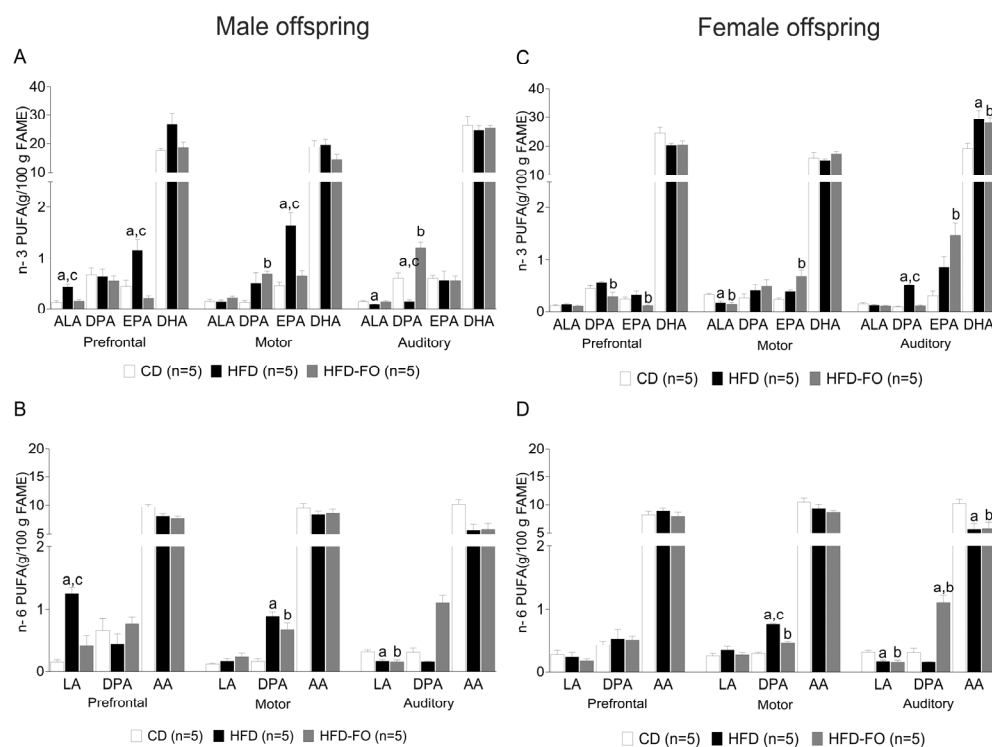 Male offspring
Female offspring
A
n- 3 PUFA(g/100 g FAME)
40
30
20
10
2
1
0
a,c
a,c
b
a,c
a
a,c
b
ALA DPA EPA DHA
ALA DPA EPA DHA
ALA DPA EPA DHA
Prefrontal
Motor
Auditory
CD (n=5) HFD (n=5) HFD-FO (n=5)
C
n- 3 PUFA(g/100 g FAME)
40
30
20
10
2
1
0
b
b
a b
b
a,c
b
a
b
ALA DPA EPA DHA
ALA DPA EPA DHA
ALA DPA EPA DHA
Prefrontal
Motor
Auditory
CD (n=5) HFD (n=5) HFD-FO (n=5)
B
n- 6 PUFA(g/100 g FAME)
20
15
10
5
2
1
0
a,c
a
b
a b
LA DPA AA
LA DPA AA
LA DPA AA
Prefrontal
Motor
Auditory
CD (n=5) HFD (n=5) HFD-FO (n=5)
D
n- 6 PUFA(g/100 g FAME)
20
15
10
5
2
1
0
a,c
b
a b
a,b
a b
LA DPA AA
LA DPA AA
LA DPA AA
Prefrontal
Motor
Auditory
CD (n=5) HFD (n=5) HFD-FO (n=5)